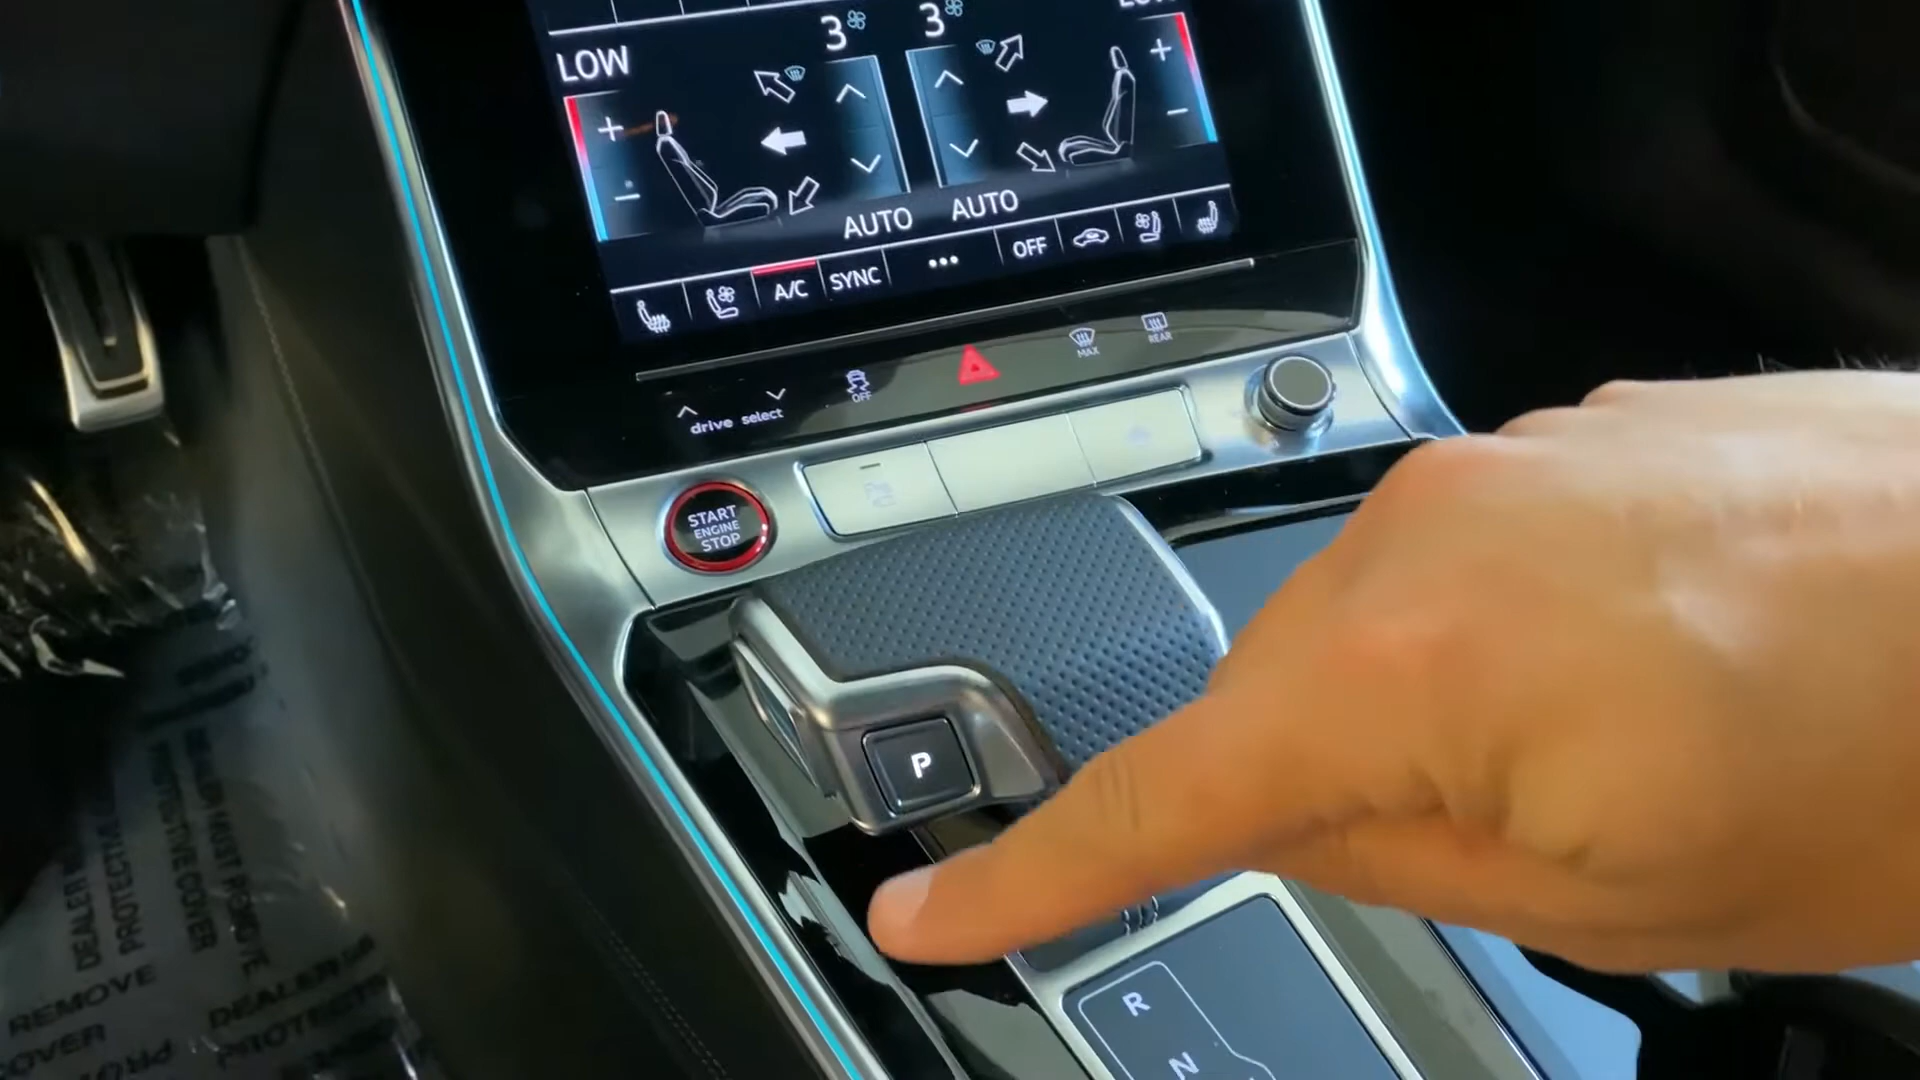 3
3
LOW
AUTO
AUTO
A/C
SYNC
•••
OFF
drive select
OFF
MAX
REAR
START
ENGINE
STOP
P
R
N
REMOVE
COVER
DEALER
PROTECTIVE COVER